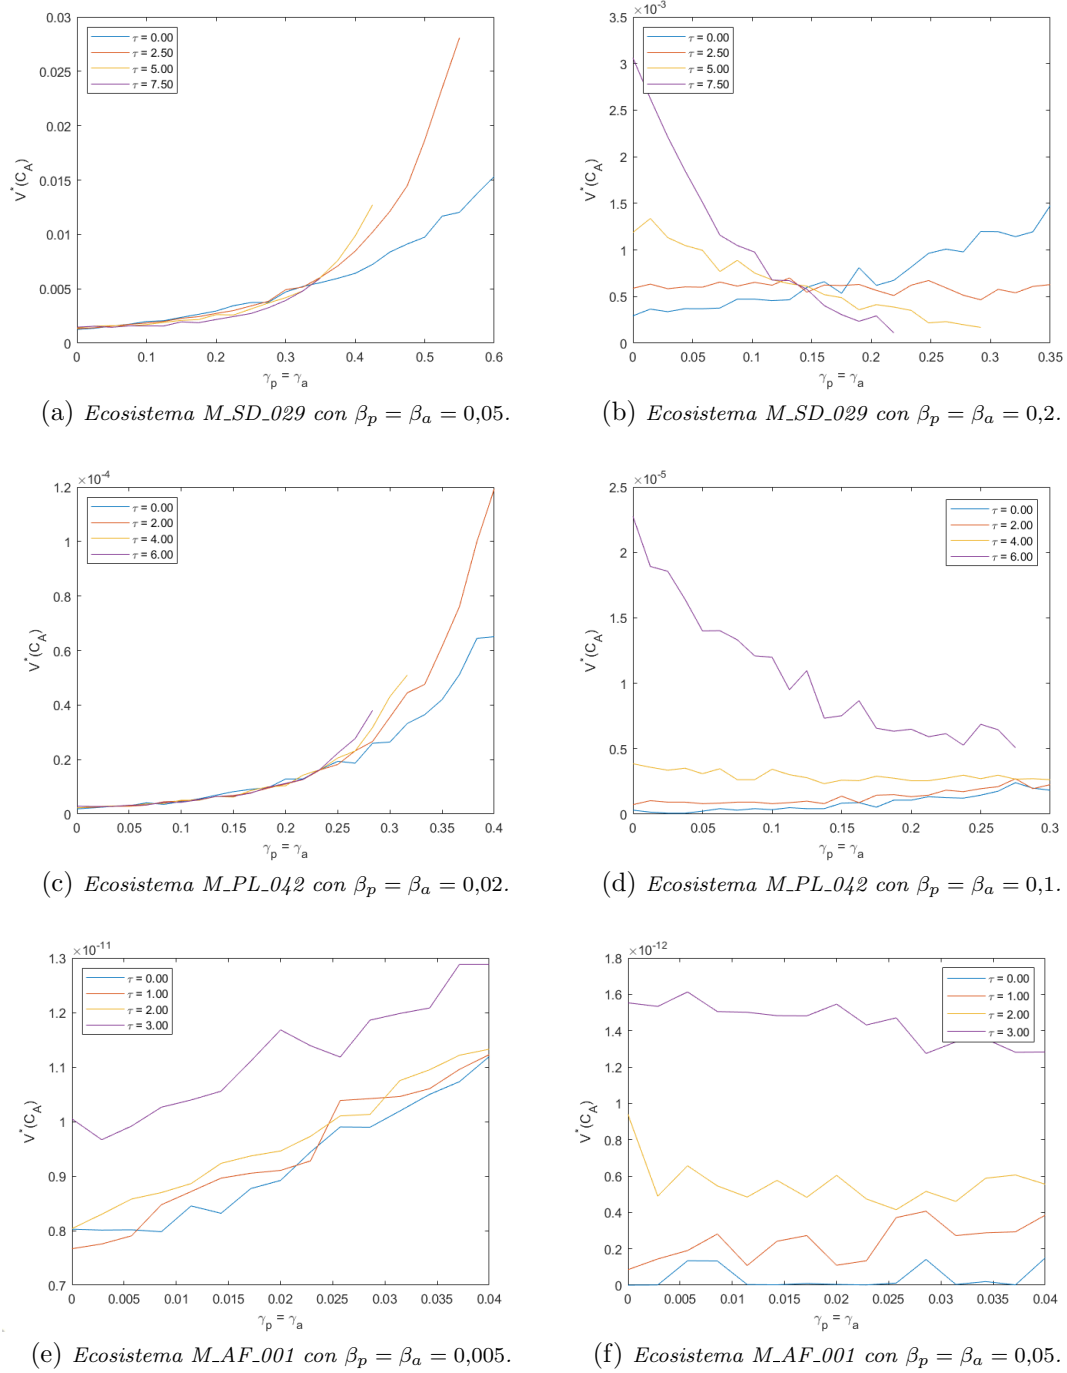 0.03
0.025
0.02
0.015
0.01
0.005
0
0 0.1 0.2 0.3 0.4 0.5 0.6
V*(C_A)
γ_p = γ_a
τ = 0.00
τ = 2.50
τ = 5.00
τ = 7.50
(a) Ecosistema M_SD_029 con β_p = β_a = 0,05.
×10^-3
3.5
3
2.5
2
1.5
1
0.5
0
0 0.05 0.1 0.15 0.2 0.25 0.3 0.35
V*(C_A)
γ_p = γ_a
τ = 0.00
τ = 2.50
τ = 5.00
τ = 7.50
(b) Ecosistema M_SD_029 con β_p = β_a = 0,2.
×10^-4
1.2
1
0.8
0.6
0.4
0.2
0
0 0.05 0.1 0.15 0.2 0.25 0.3 0.35 0.4
V*(C_A)
γ_p = γ_a
τ = 0.00
τ = 2.00
τ = 4.00
τ = 6.00
(c) Ecosistema M_PL_042 con β_p = β_a = 0,02.
×10^-5
2.5
2
1.5
1
0.5
0
0 0.05 0.1 0.15 0.2 0.25 0.3
V*(C_A)
γ_p = γ_a
τ = 0.00
τ = 2.00
τ = 4.00
τ = 6.00
(d) Ecosistema M_PL_042 con β_p = β_a = 0,1.
×10^-11
1.3
1.2
1.1
1
0.9
0.8
0.7
0 0.005 0.01 0.015 0.02 0.025 0.03 0.035 0.04
V*(C_A)
γ_p = γ_a
τ = 0.00
τ = 1.00
τ = 2.00
τ = 3.00
(e) Ecosistema M_AF_001 con β_p = β_a = 0,005.
×10^-12
1.8
1.6
1.4
1.2
1
0.8
0.6
0.4
0.2
0
0 0.005 0.01 0.015 0.02 0.025 0.03 0.035 0.04
V*(C_A)
γ_p = γ_a
τ = 0.00
τ = 1.00
τ = 2.00
τ = 3.00
(f) Ecosistema M_AF_001 con β_p = β_a = 0,05.